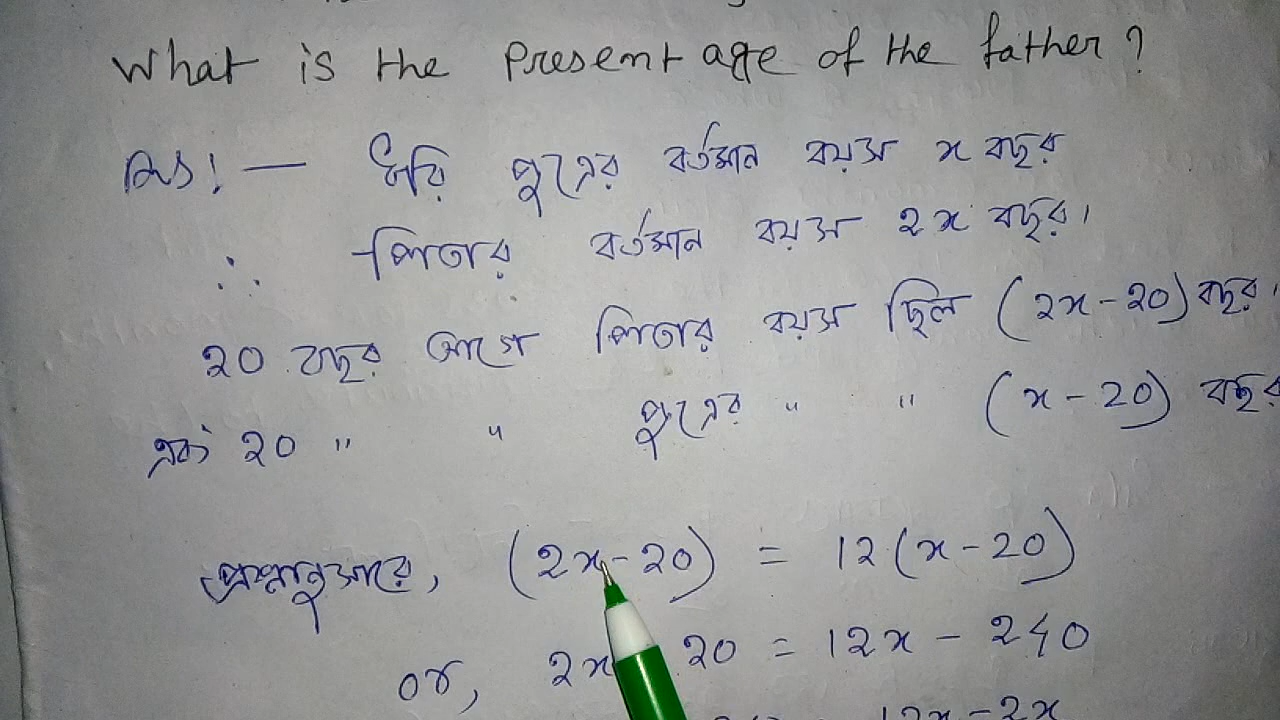 What is the Present age of the father?
Ans:— ধরি পুত্রের বর্তমান বয়স x বছর
∴ পিতার বর্তমান বয়স 2x বছর।
20 বছর আগে পিতার বয়স ছিল (2x-20) বছর।
এবং 20 " " পুত্রের " " (x-20) বছর
প্রশ্নানুসারে, (2x-20) = 12(x-20)
or, 2x 20 = 12x - 240
12x-2x